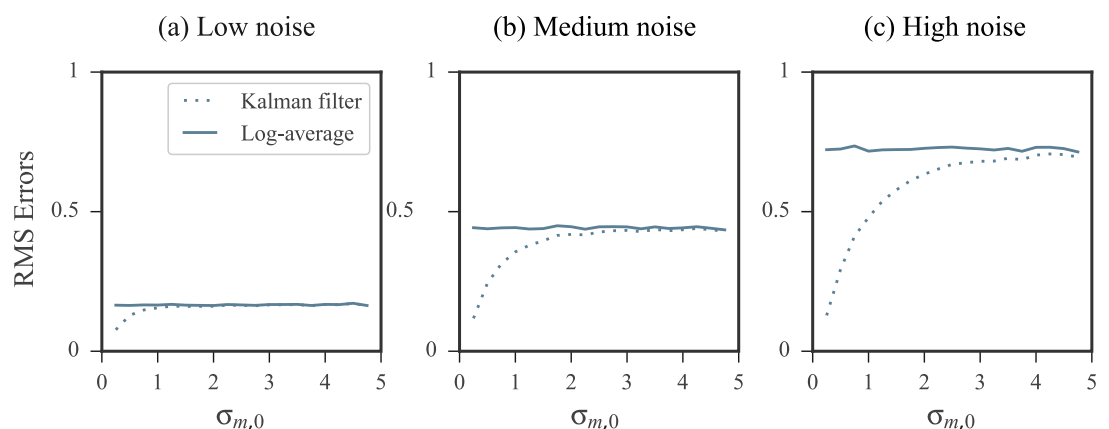 (a) Low noise
(b) Medium noise
(c) High noise
RMS Errors
1
0.5
0
Kalman filter
Log-average
0 1 2 3 4 5
σm,0
1
0.5
0
0 1 2 3 4 5
σm,0
1
0.5
0
0 1 2 3 4 5
σm,0